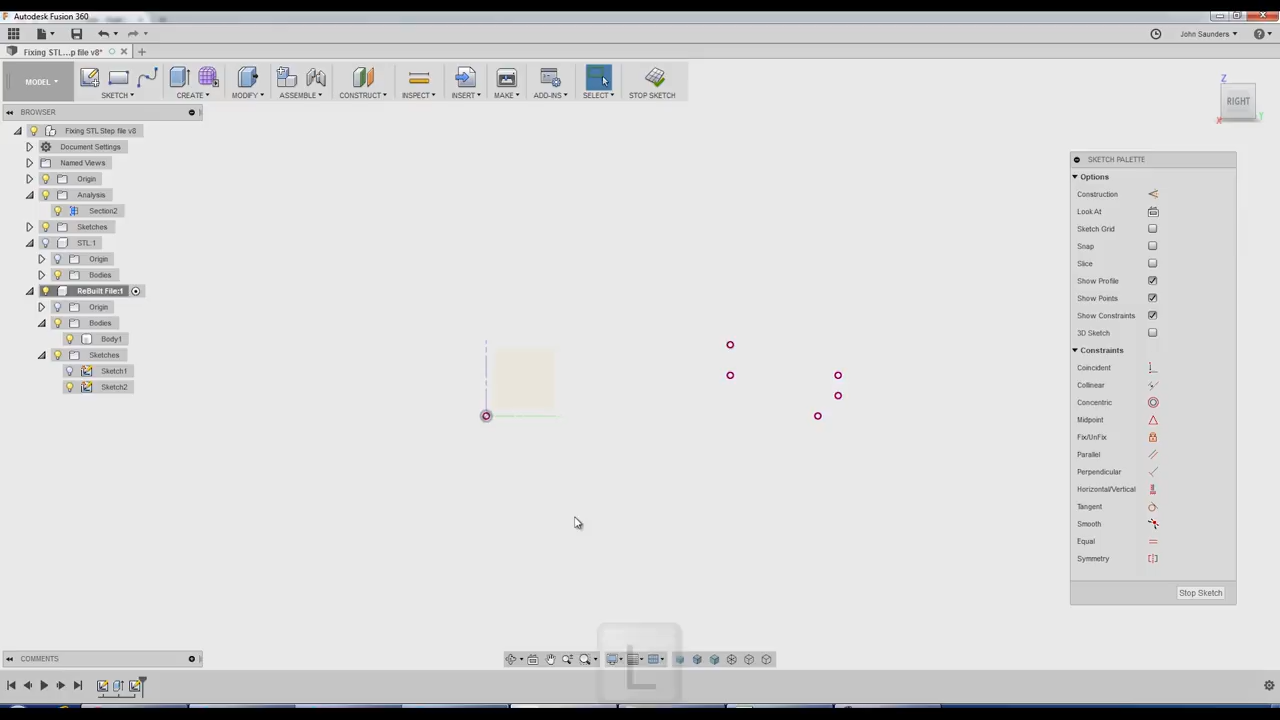 Autodesk Fusion 360
Fixing STL...p file v8*
John Saunders
MODEL
SKETCH
CREATE
MODIFY
ASSEMBLE
CONSTRUCT
INSPECT
INSERT
MAKE
ADD-INS
SELECT
STOP SKETCH
Z
RIGHT
X
Y
BROWSER
Fixing STL Step file v8
Document Settings
Named Views
Origin
Analysis
Section2
Sketches
STL:1
Origin
Bodies
ReBuilt File:1
Origin
Bodies
Body1
Sketches
Sketch1
Sketch2
SKETCH PALETTE
Options
Construction
Look At
Sketch Grid
Snap
Slice
Show Profile
Show Points
Show Constraints
3D Sketch
Constraints
Coincident
Collinear
Concentric
Midpoint
Fix/UnFix
Parallel
Perpendicular
Horizontal/Vertical
Tangent
Smooth
Equal
Symmetry
Stop Sketch
COMMENTS
L